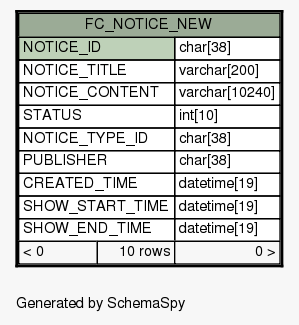 FC_NOTICE_NEW
NOTICE_ID char[38]
NOTICE_TITLE varchar[200]
NOTICE_CONTENT varchar[10240]
STATUS int[10]
NOTICE_TYPE_ID char[38]
PUBLISHER char[38]
CREATED_TIME datetime[19]
SHOW_START_TIME datetime[19]
SHOW_END_TIME datetime[19]
< 0 10 rows 0 >
Generated by SchemaSpy